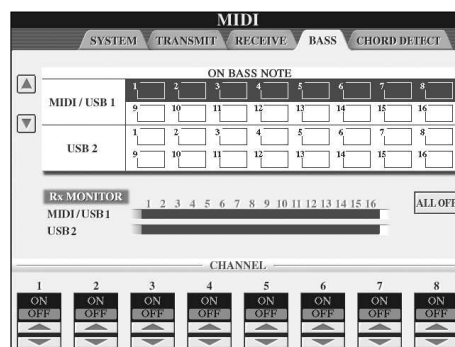 MIDI
SYSTEM TRANSMIT RECEIVE BASS CHORD DETECT
ON BASS NOTE
MIDI / USB 1
1 2 3 4 5 6 7 8
9 10 11 12 13 14 15 16
USB 2
1 2 3 4 5 6 7 8
9 10 11 12 13 14 15 16
Rx MONITOR
1 2 3 4 5 6 7 8 9 10 11 12 13 14 15 16
MIDI / USB 1
USB 2
ALL OFF
CHANNEL
1 2 3 4 5 6 7 8
ON ON ON ON ON ON ON ON
OFF OFF OFF OFF OFF OFF OFF OFF